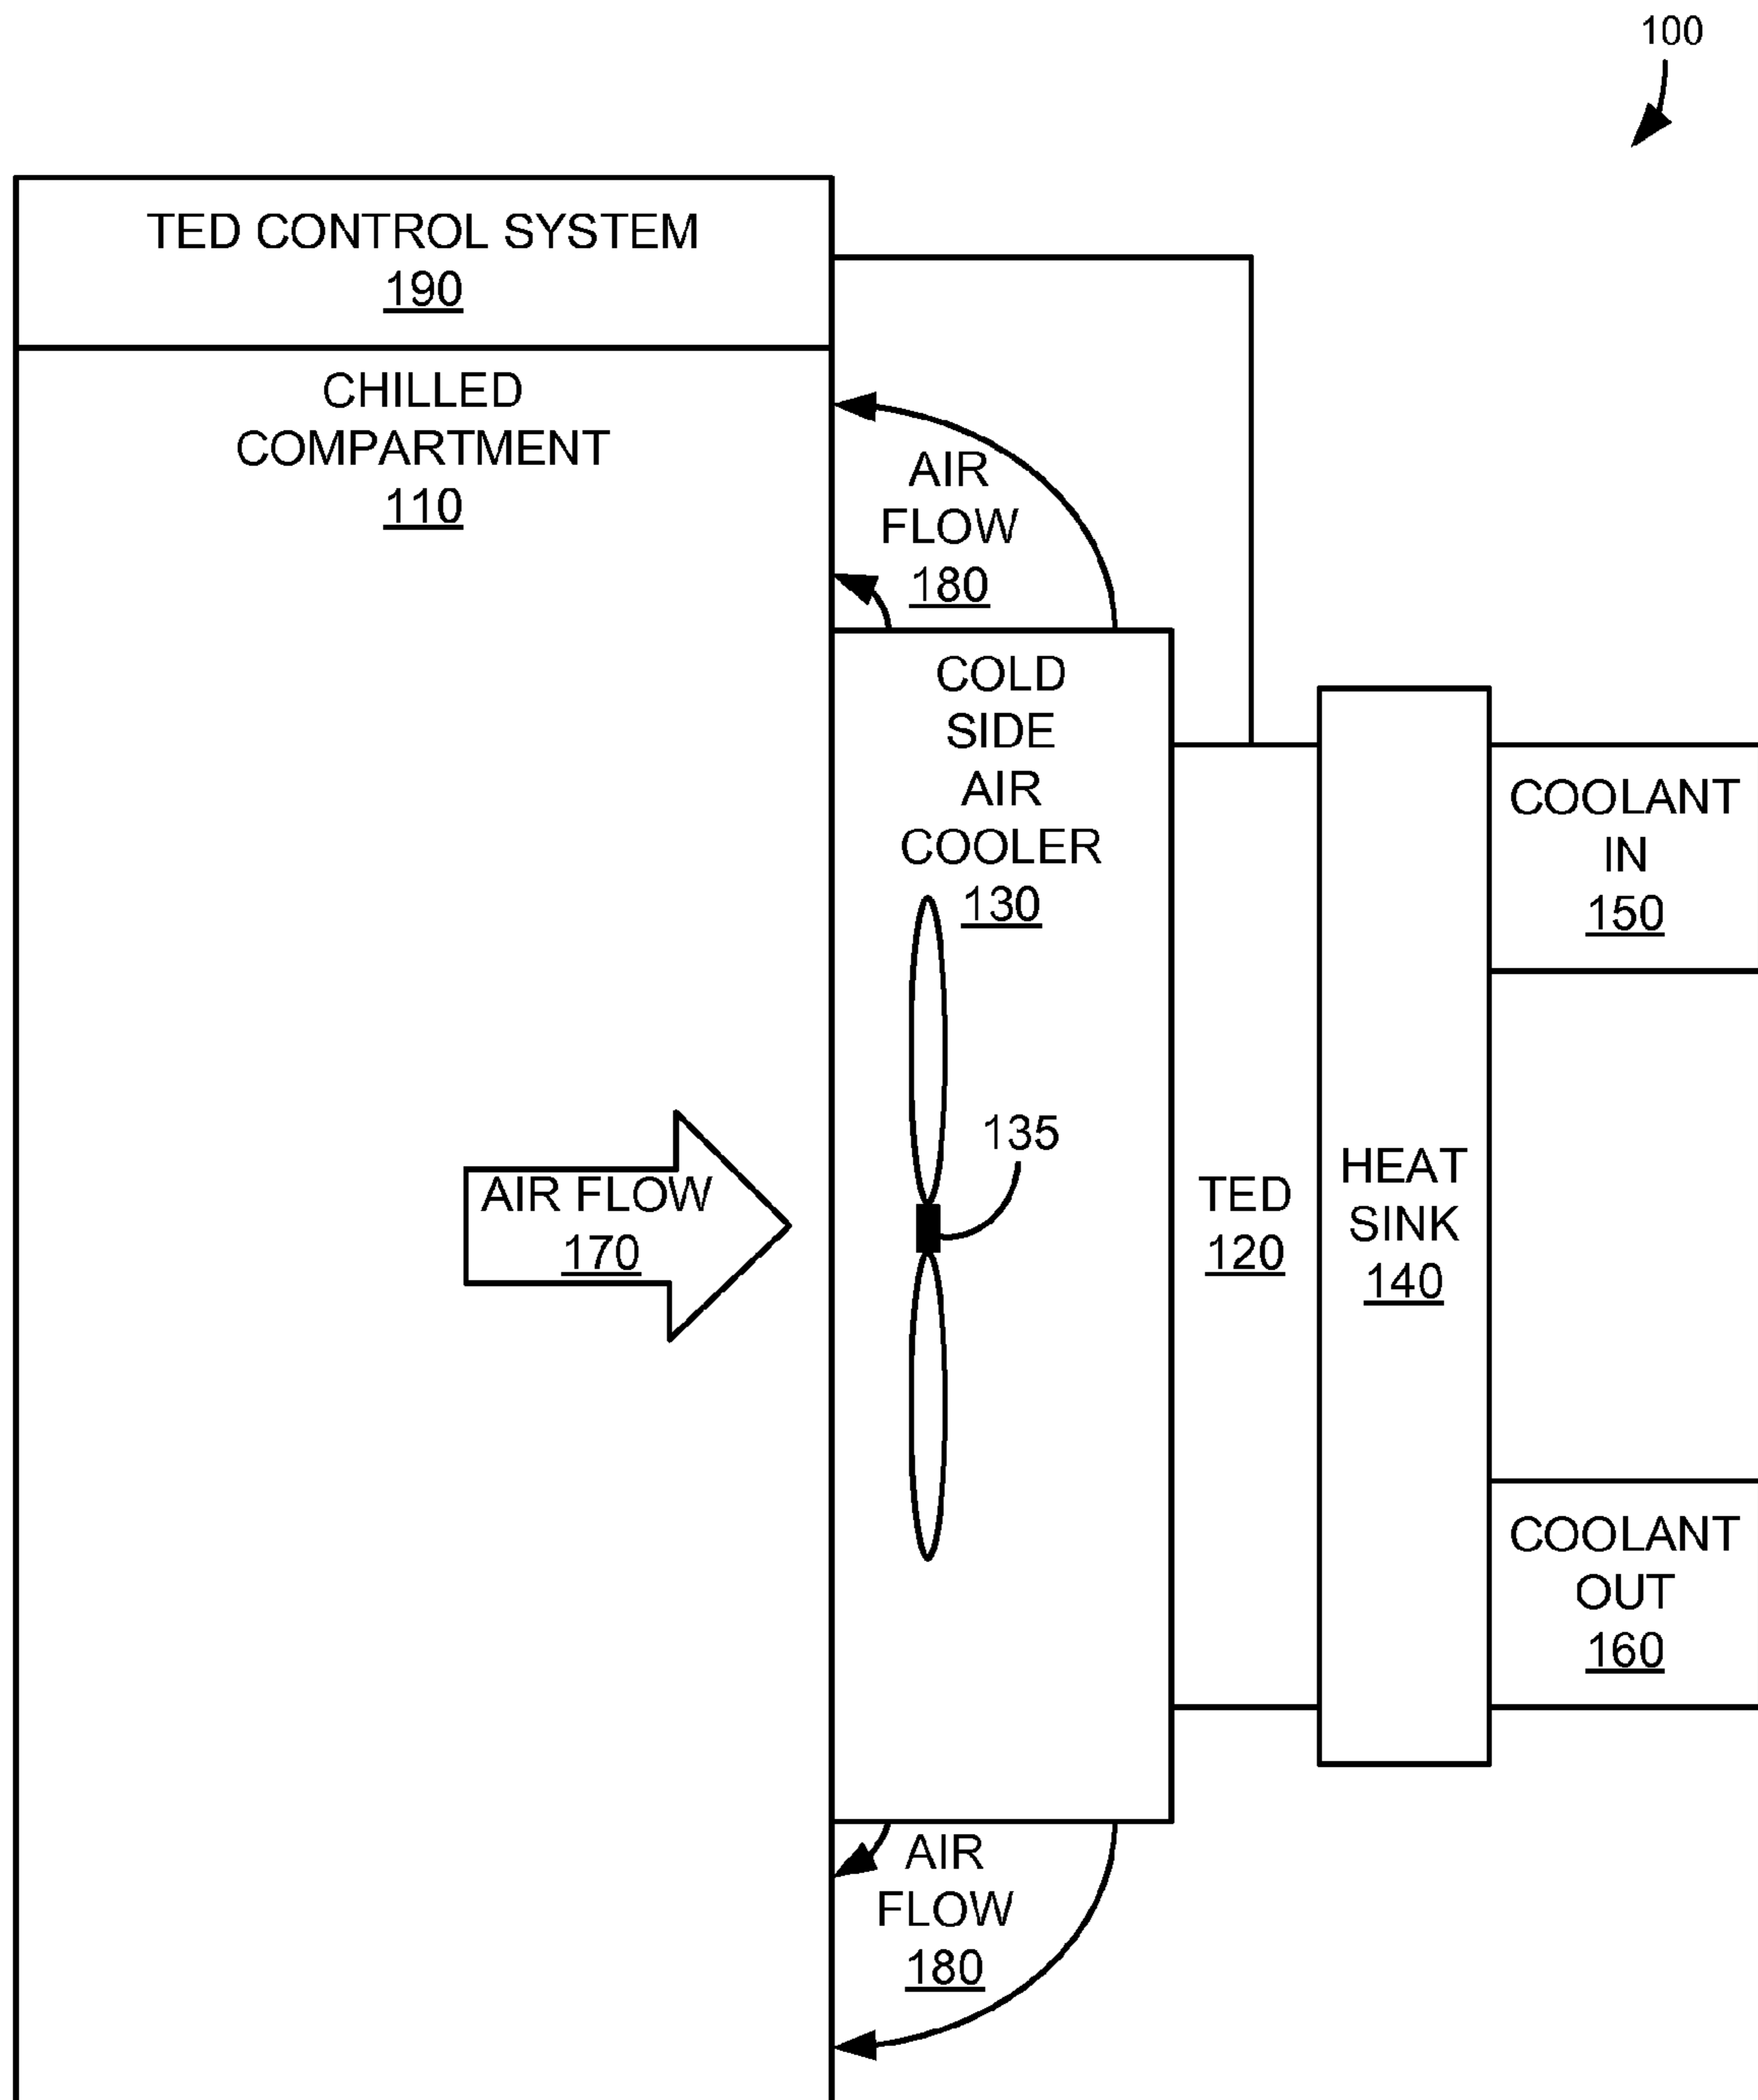 100
TED CONTROL SYSTEM
190
CHILLED
COMPARTMENT
110
AIR
FLOW
180
COLD
SIDE
AIR
COOLER
130
COOLANT
IN
150
135
AIR FLOW
170
TED
120
HEAT
SINK
140
COOLANT
OUT
160
AIR
FLOW
180